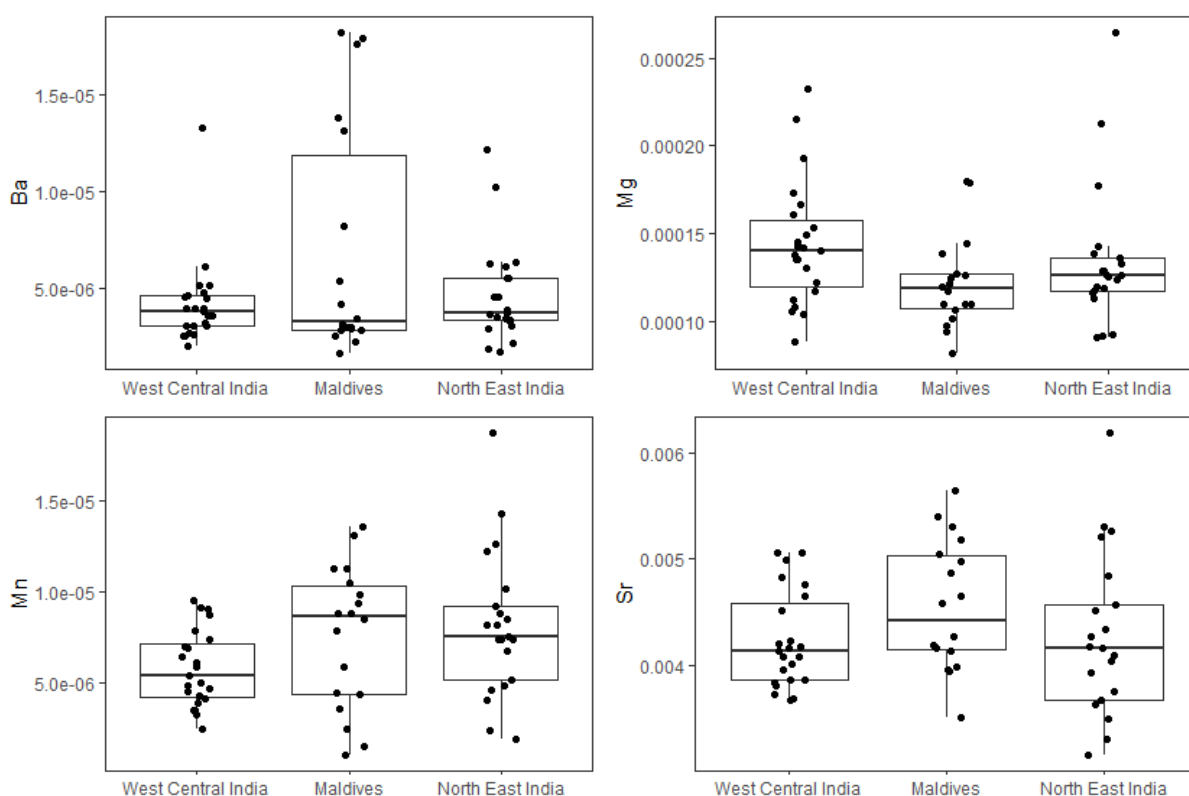 Ba
1.5e-05
1.0e-05
5.0e-06
West Central India Maldives North East India
Mg
0.00025
0.00020
0.00015
0.00010
West Central India Maldives North East India
Mn
1.5e-05
1.0e-05
5.0e-06
West Central India Maldives North East India
Sr
0.006
0.005
0.004
West Central India Maldives North East India